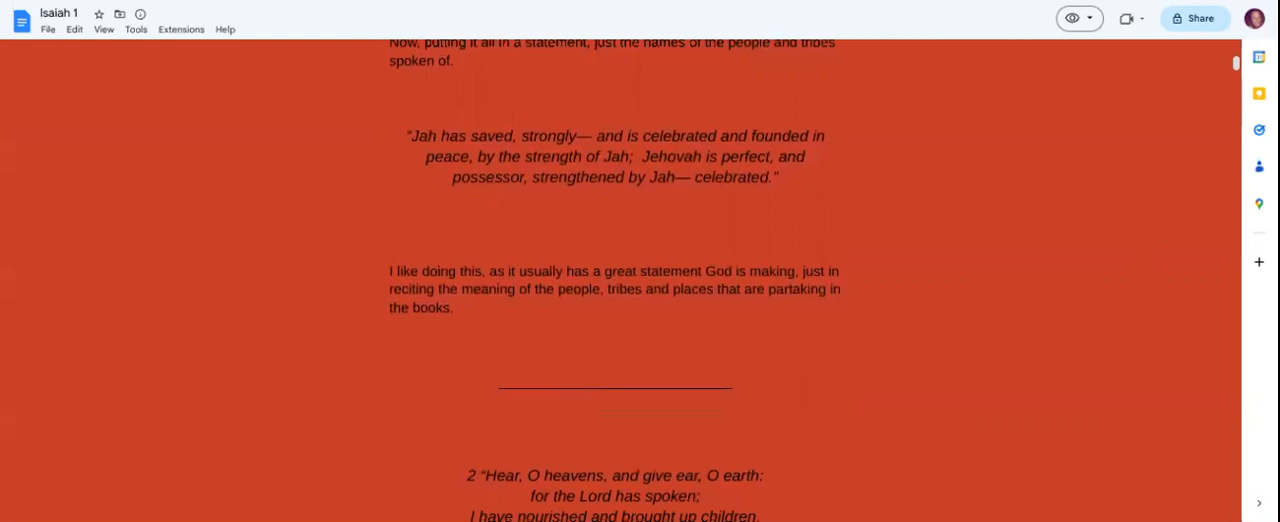 Isaiah 1
File Edit View Tools Extensions Help
Share
Now, putting it all in a statement, just the names of the people and tribes
spoken of.
"Jah has saved, strongly— and is celebrated and founded in
peace, by the strength of Jah; Jehovah is perfect, and
possessor, strengthened by Jah— celebrated."
I like doing this, as it usually has a great statement God is making, just in
reciting the meaning of the people, tribes and places that are partaking in
the books.
2 “Hear, O heavens, and give ear, O earth:
for the Lord has spoken;
I have nourished and brought up children,